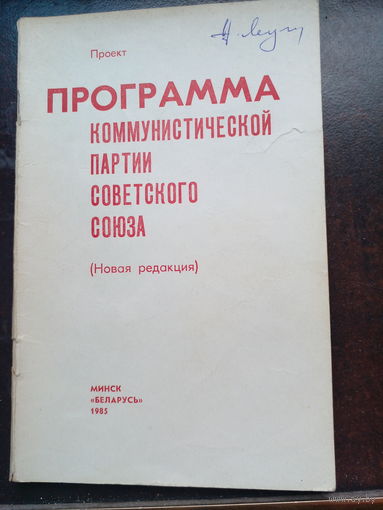 Проект
ПРОГРАММА
КОММУНИСТИЧЕСКОЙ
ПАРТИИ
СОВЕТСКОГО
СОЮЗА
(Новая редакция)
МИНСК
«БЕЛАРУСЬ»
1985